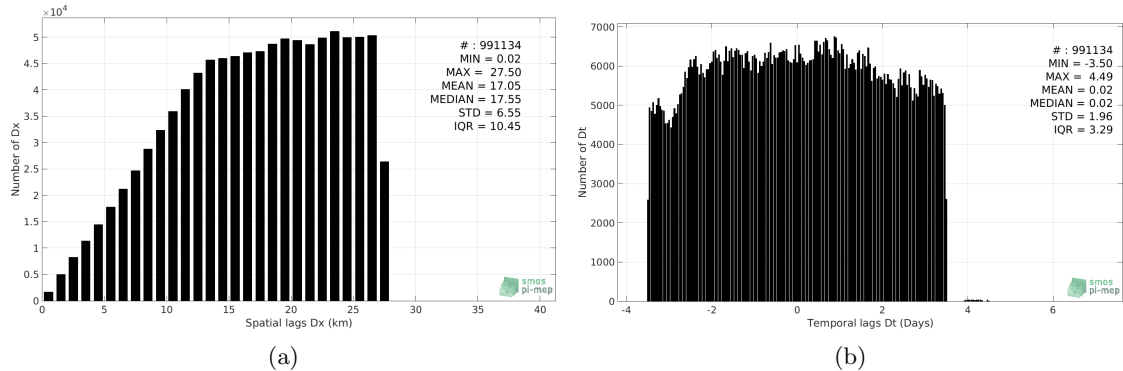 ×10⁴
5
4.5
4
3.5
3
2.5
2
1.5
1
0.5
0
Number of Dx
0 5 10 15 20 25 30 35 40
Spatial lags Dx (km)
# : 991134
MIN = 0.02
MAX = 27.50
MEAN = 17.05
MEDIAN = 17.55
STD = 6.55
IQR = 10.45
smos
pi-mep
(a)
7000
6000
5000
4000
3000
2000
1000
0
Number of Dt
-4 -2 0 2 4 6
Temporal lags Dt (Days)
# : 991134
MIN = -3.50
MAX = 4.49
MEAN = 0.02
MEDIAN = 0.02
STD = 1.96
IQR = 3.29
smos
pi-mep
(b)